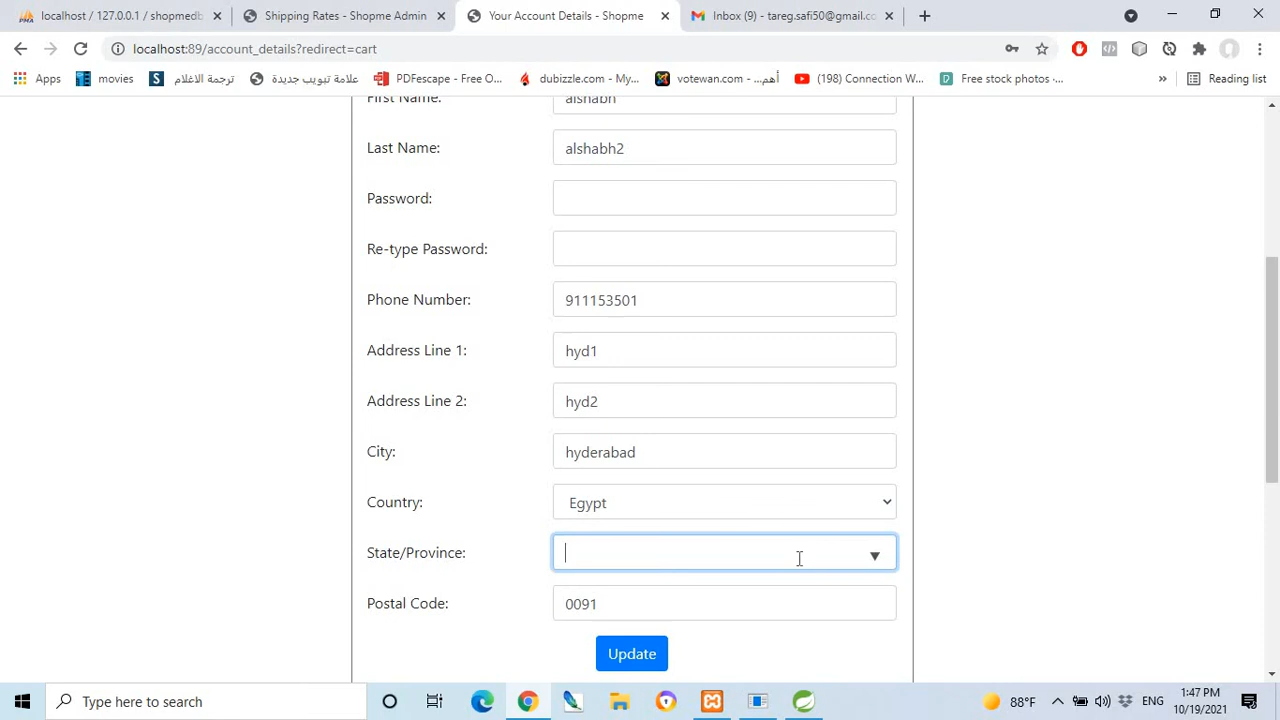 localhost / 127.0.0.1 / shopmedb
Shipping Rates - Shopme Admin
Your Account Details - Shopme
Inbox (9) - tareg.safi50@gmail.co
localhost:89/account_details?redirect=cart
Apps
movies
S
ترجمة الاغلام
علامة تبويب جديدة
PDFescape - Free O...
dubizzle.com - My...
votewan.com - أهم...
(198) Connection W...
Free stock photos ·...
»
Reading list
First Name:
alshabh
Last Name:
alshabh2
Password:
Re-type Password:
Phone Number:
911153501
Address Line 1:
hyd1
Address Line 2:
hyd2
City:
hyderabad
Country:
Egypt
State/Province:
Postal Code:
0091
Update
Type here to search
88°F
ENG
1:47 PM
10/19/2021